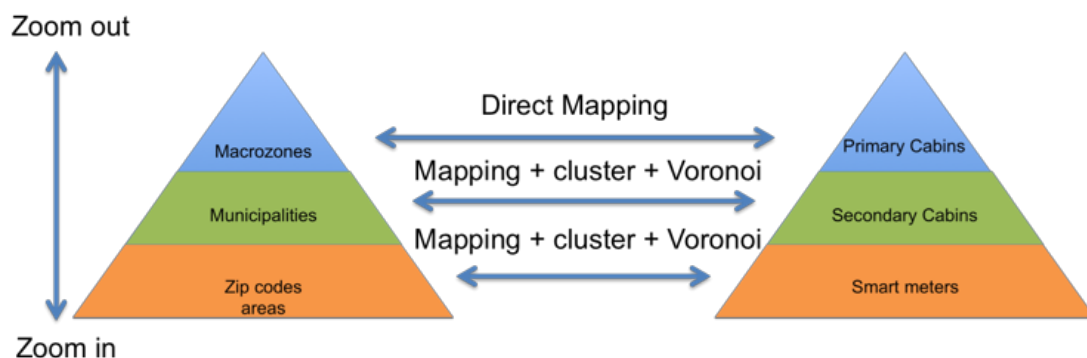 Zoom out
Direct Mapping
Macrozones
Primary Cabins
Mapping + cluster + Voronoi
Municipalities
Secondary Cabins
Mapping + cluster + Voronoi
Zip codes
areas
Smart meters
Zoom in